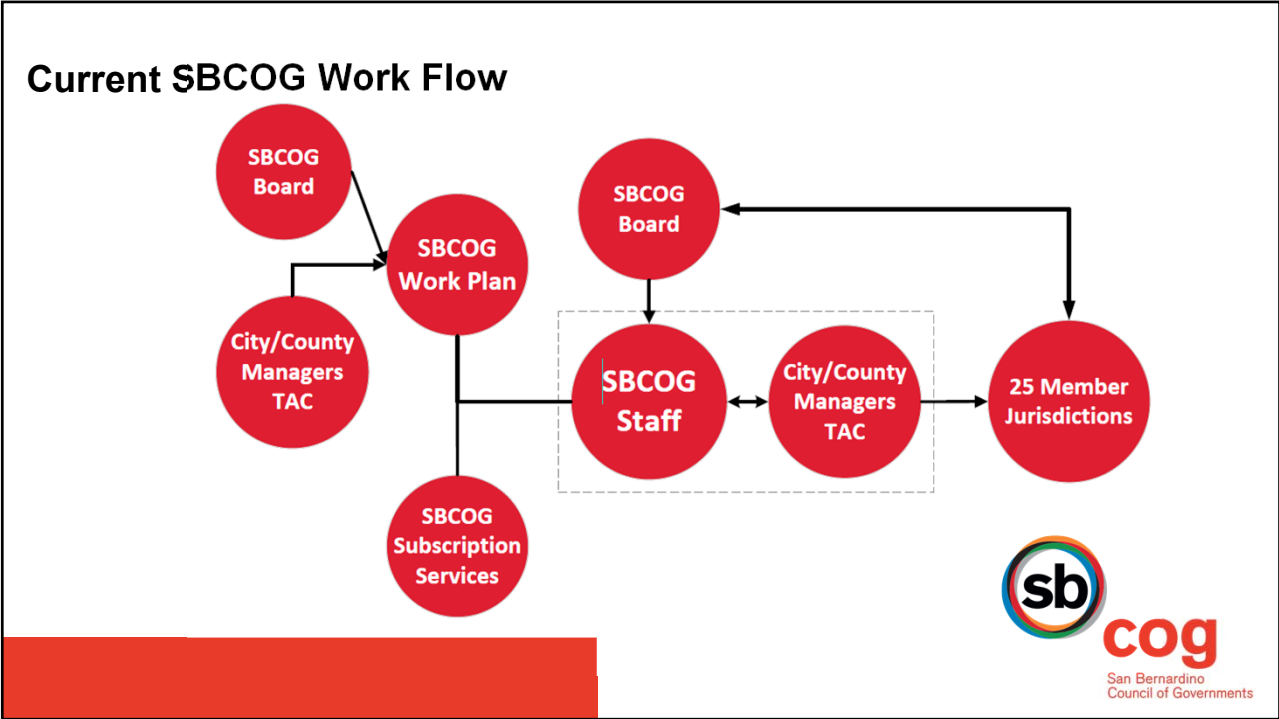 Current SBCOG Work Flow
SBCOG
Board
SBCOG
Work Plan
City/County
Managers
TAC
SBCOG
Subscription
Services
SBCOG
Board
SBCOG
Staff
City/County
Managers
TAC
25 Member
Jurisdictions
sb
cog
San Bernardino
Council of Governments